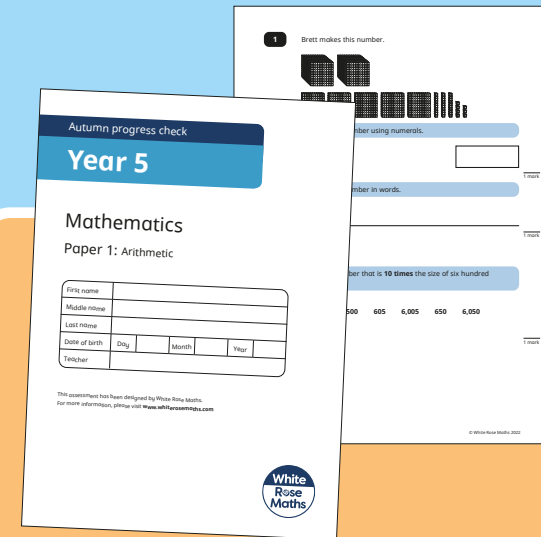 Autumn progress check
Year 5
Mathematics
Paper 1: Arithmetic
First name
Middle name
Last name
Date of birth Day Month Year
Teacher
This assessment has been designed by White Rose Maths.
For more information, please visit www.whiterosemaths.com
White
Rose
Maths
1 Brett makes this number.
mber using numerals.
1 mark
mber in words.
1 mark
ber that is 10 times the size of six hundred
500 605 6,005 650 6,050
1 mark
© White Rose Maths 2022